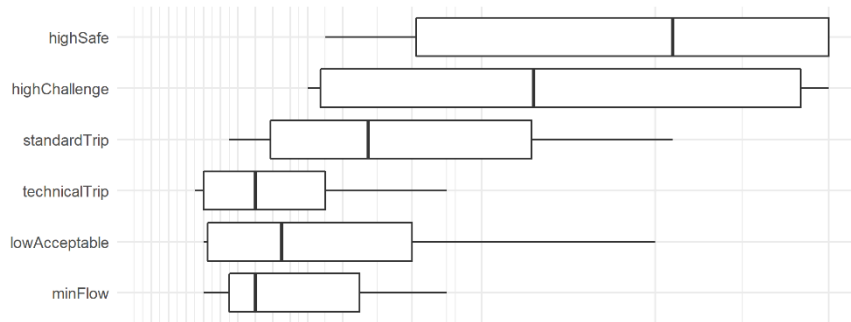 highSafe
highChallenge
standardTrip
technicalTrip
lowAcceptable
minFlow